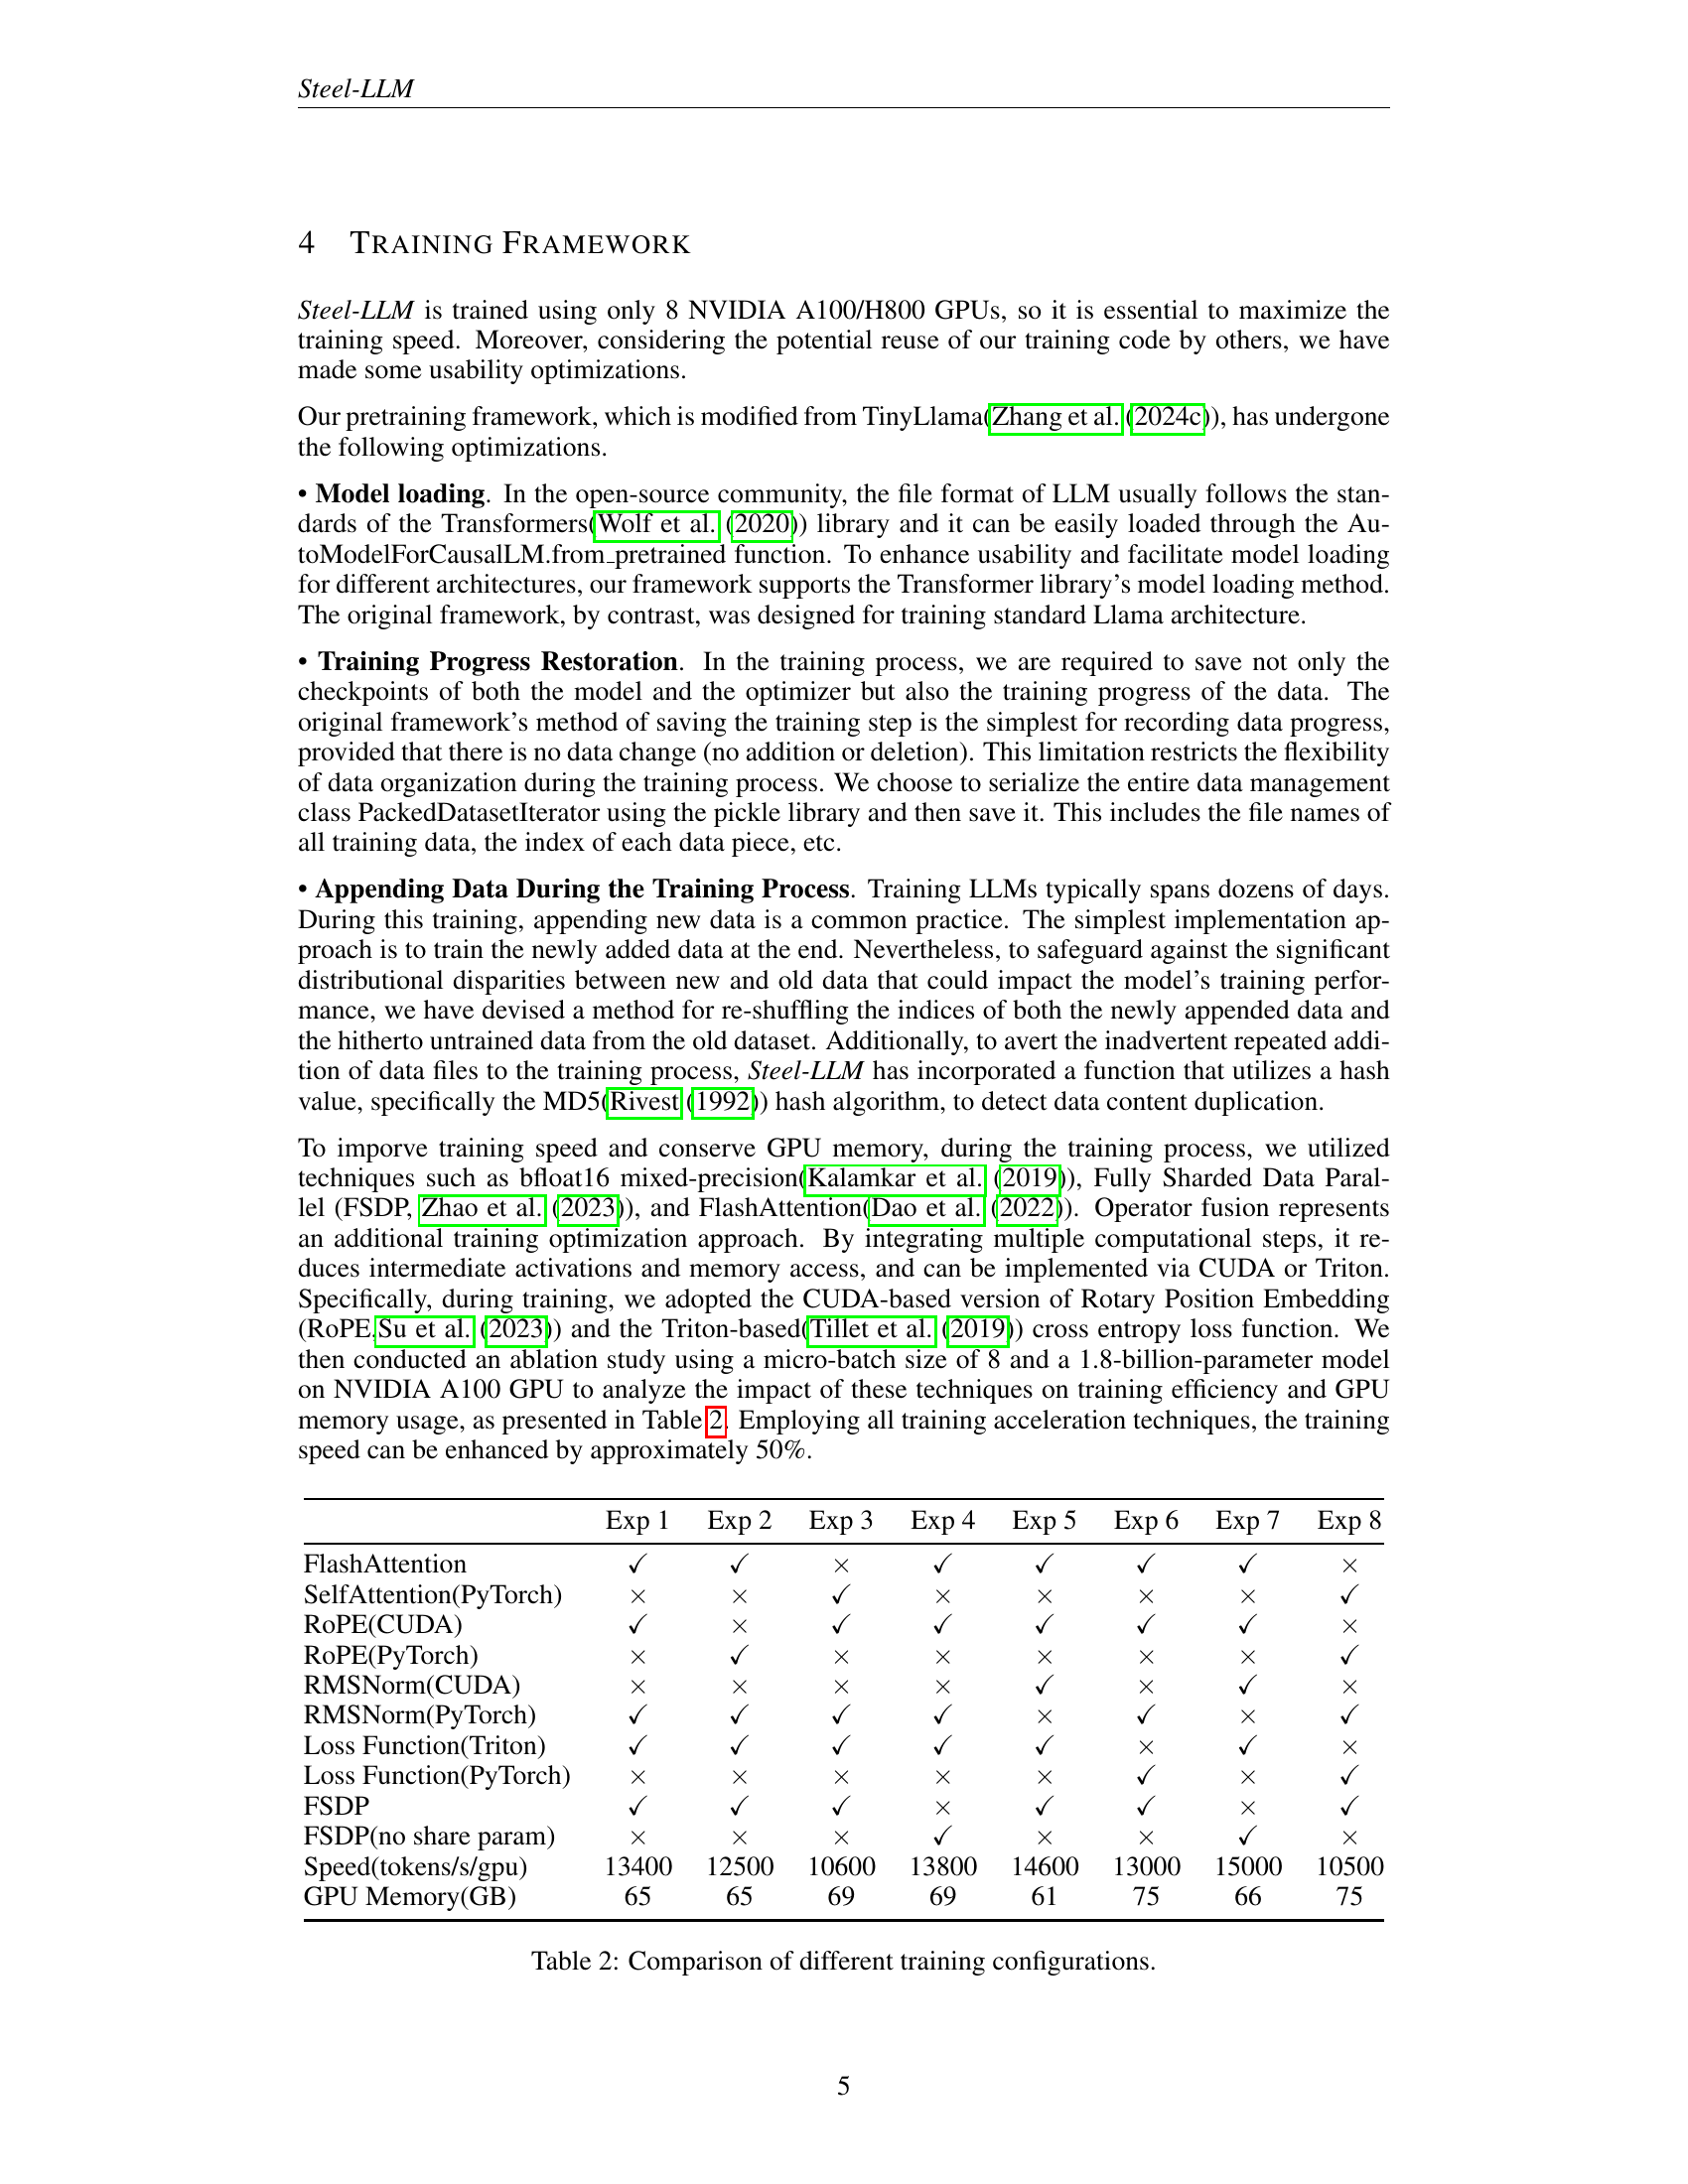 Steel-LLM
4 TRAINING FRAMEWORK
Steel-LLM is trained using only 8 NVIDIA A100/H800 GPUs, so it is essential to maximize the
training speed. Moreover, considering the potential reuse of our training code by others, we have
made some usability optimizations.
Our pretraining framework, which is modified from TinyLlama(Zhang et al. (2024c)), has undergone
the following optimizations.
• Model loading. In the open-source community, the file format of LLM usually follows the stan-
dards of the Transformers(Wolf et al. (2020)) library and it can be easily loaded through the Au-
toModelForCausalLM.from_pretrained function. To enhance usability and facilitate model loading
for different architectures, our framework supports the Transformer library's model loading method.
The original framework, by contrast, was designed for training standard Llama architecture.
• Training Progress Restoration. In the training process, we are required to save not only the
checkpoints of both the model and the optimizer but also the training progress of the data. The
original framework's method of saving the training step is the simplest for recording data progress,
provided that there is no data change (no addition or deletion). This limitation restricts the flexibility
of data organization during the training process. We choose to serialize the entire data management
class PackedDatasetIterator using the pickle library and then save it. This includes the file names of
all training data, the index of each data piece, etc.
• Appending Data During the Training Process. Training LLMs typically spans dozens of days.
During this training, appending new data is a common practice. The simplest implementation ap-
proach is to train the newly added data at the end. Nevertheless, to safeguard against the significant
distributional disparities between new and old data that could impact the model's training perfor-
mance, we have devised a method for re-shuffling the indices of both the newly appended data and
the hitherto untrained data from the old dataset. Additionally, to avert the inadvertent repeated addi-
tion of data files to the training process, Steel-LLM has incorporated a function that utilizes a hash
value, specifically the MD5(Rivest (1992)) hash algorithm, to detect data content duplication.
To imporve training speed and conserve GPU memory, during the training process, we utilized
techniques such as bfloat16 mixed-precision(Kalamkar et al. (2019)), Fully Sharded Data Paral-
lel (FSDP, Zhao et al. (2023)), and FlashAttention(Dao et al. (2022)). Operator fusion represents
an additional training optimization approach. By integrating multiple computational steps, it re-
duces intermediate activations and memory access, and can be implemented via CUDA or Triton.
Specifically, during training, we adopted the CUDA-based version of Rotary Position Embedding
(RoPE,Su et al. (2023)) and the Triton-based(Tillet et al. (2019)) cross entropy loss function. We
then conducted an ablation study using a micro-batch size of 8 and a 1.8-billion-parameter model
on NVIDIA A100 GPU to analyze the impact of these techniques on training efficiency and GPU
memory usage, as presented in Table 2. Employing all training acceleration techniques, the training
speed can be enhanced by approximately 50%.
Exp 1 Exp 2 Exp 3 Exp 4 Exp 5 Exp 6 Exp 7 Exp 8
FlashAttention ✓ ✓ × ✓ ✓ ✓ ✓ ×
SelfAttention(PyTorch) × × ✓ × × × × ✓
RoPE(CUDA) ✓ × ✓ ✓ ✓ ✓ ✓ ×
RoPE(PyTorch) × ✓ × × × × × ✓
RMSNorm(CUDA) × × × × ✓ × ✓ ×
RMSNorm(PyTorch) ✓ ✓ ✓ ✓ × ✓ × ✓
Loss Function(Triton) ✓ ✓ ✓ ✓ ✓ × ✓ ×
Loss Function(PyTorch) × × × × × ✓ × ✓
FSDP ✓ ✓ ✓ × ✓ ✓ × ✓
FSDP(no share param) × × × ✓ × × ✓ ×
Speed(tokens/s/gpu) 13400 12500 10600 13800 14600 13000 15000 10500
GPU Memory(GB) 65 65 69 69 61 75 66 75
Table 2: Comparison of different training configurations.
5